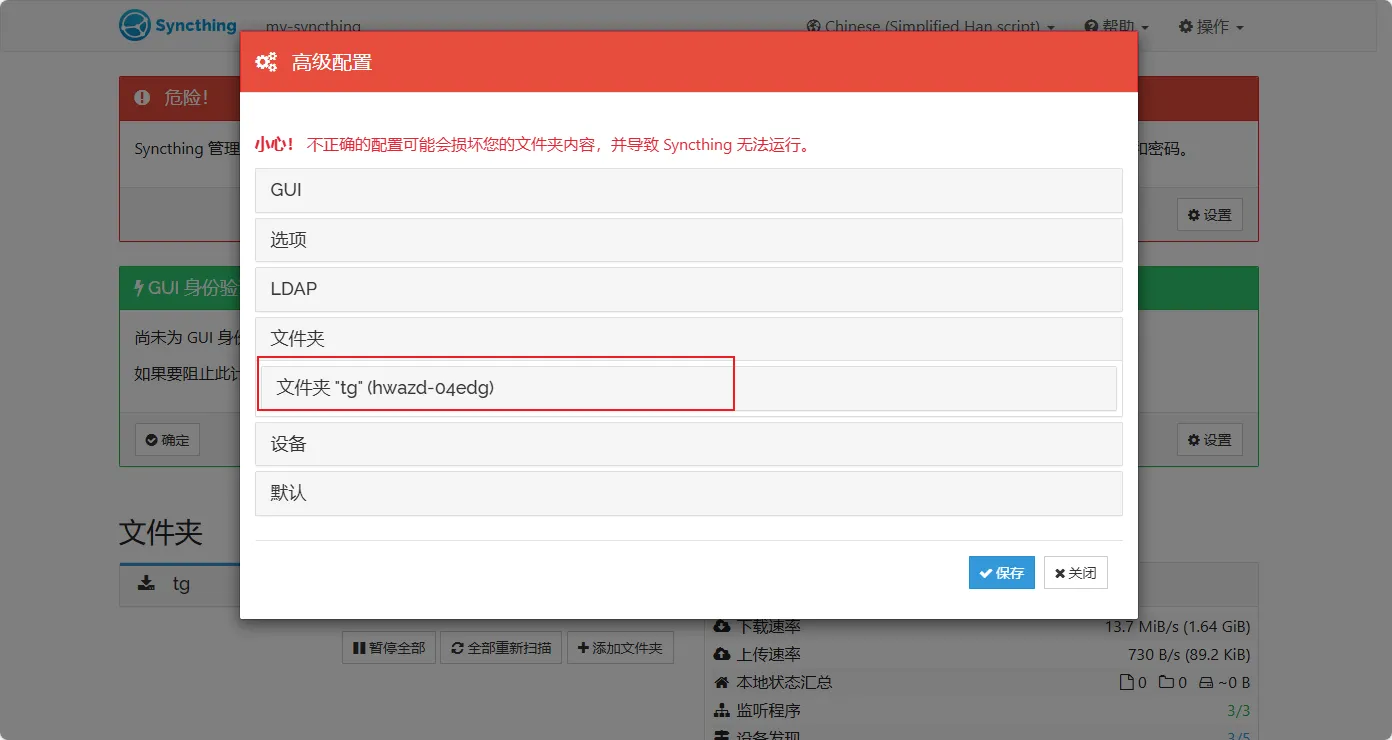 Syncthing my-syncthing Chinese (Simplified Han script) 帮助 操作
高级配置
危险!
小心! 不正确的配置可能会损坏您的文件夹内容，并导致 Syncthing 无法运行。
Syncthing 管理 和密码。
GUI
设置
选项
GUI 身份验
LDAP
尚未为 GUI 身份
文件夹
如果要阻止此计
文件夹 "tg" (hwazd-04edg)
确定
设备
设置
默认
文件夹
保存 关闭
tg
下载速率 13.7 MiB/s (1.64 GiB)
暂停全部 全部重新扫描 添加文件夹
上传速率 730 B/s (89.2 KiB)
本地状态汇总 0 0 ~0 B
监听程序 3/3
设备发现 3/5